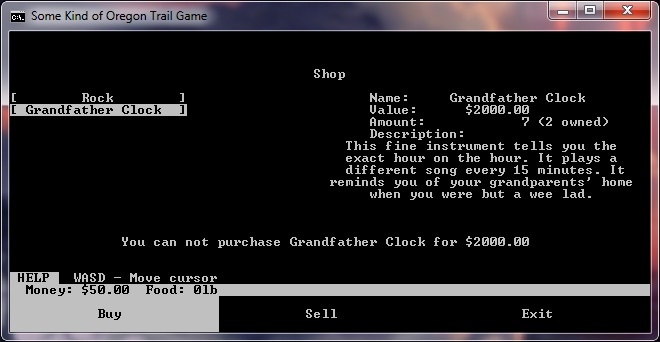 Some Kind of Oregon Trail Game
Shop
[ Rock ]
[ Grandfather Clock ]
Name: Grandfather Clock
Value: $2000.00
Amount: 7 (2 owned)
Description:
This fine instrument tells you the
exact hour on the hour. It plays a
different song every 15 minutes. It
reminds you of your grandparents' home
when you were but a wee lad.
You can not purchase Grandfather Clock for $2000.00
HELP WASD - Move cursor
Money: $50.00 Food: 0lb
Buy Sell Exit